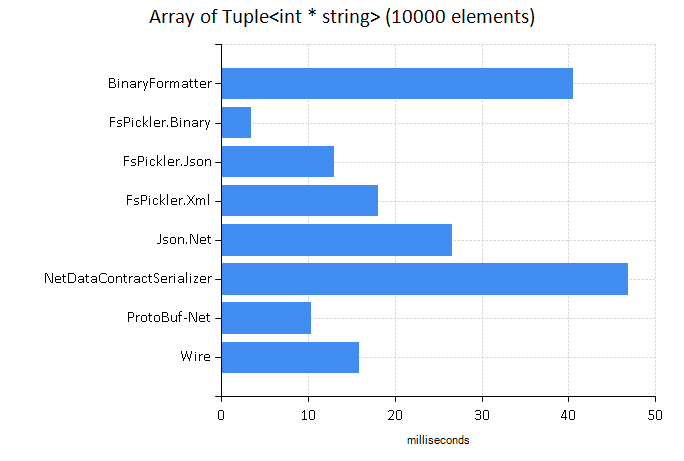 Array of Tuple<int * string> (10000 elements)
BinaryFormatter
FsPickler.Binary
FsPickler.Json
FsPickler.Xml
Json.Net
NetDataContractSerializer
ProtoBuf-Net
Wire
0 10 20 30 40 50
milliseconds